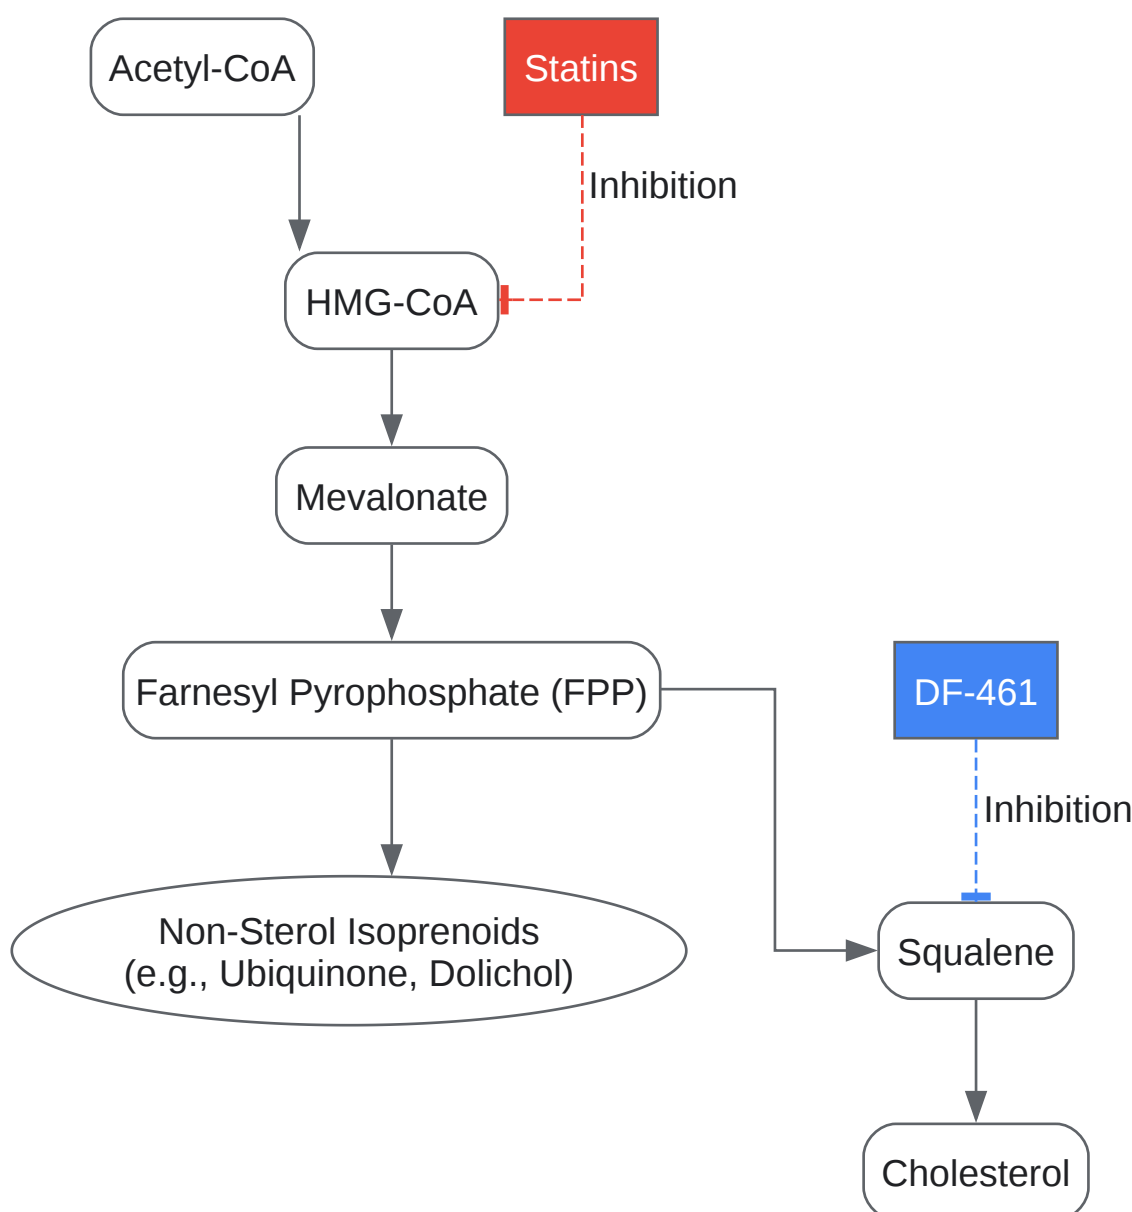 Acetyl-CoA
Statins
Inhibition
HMG-CoA
Mevalonate
Farnesyl Pyrophosphate (FPP)
DF-461
Inhibition
Non-Sterol Isoprenoids
(e.g., Ubiquinone, Dolichol)
Squalene
Cholesterol